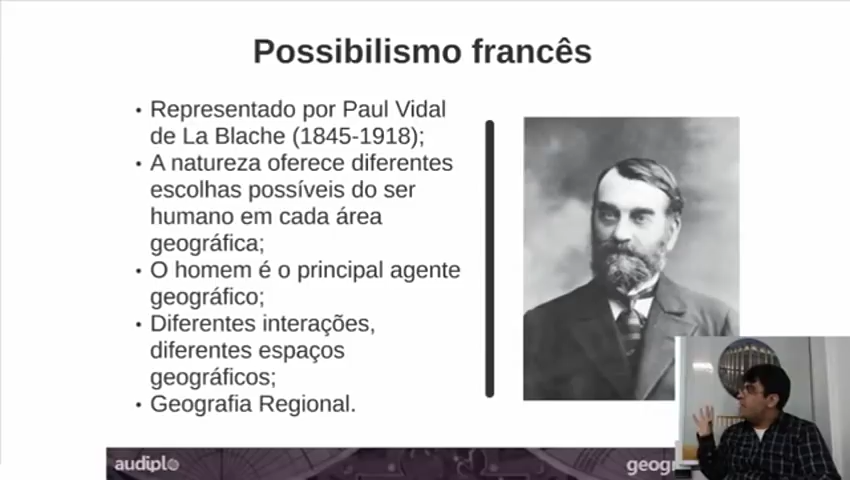 Possibilismo francês
• Representado por Paul Vidal
de La Blache (1845-1918);
• A natureza oferece diferentes
escolhas possíveis do ser
humano em cada área
geográfica;
• O homem é o principal agente
geográfico;
• Diferentes interações,
diferentes espaços
geográficos;
• Geografia Regional.
audiplo
geogr